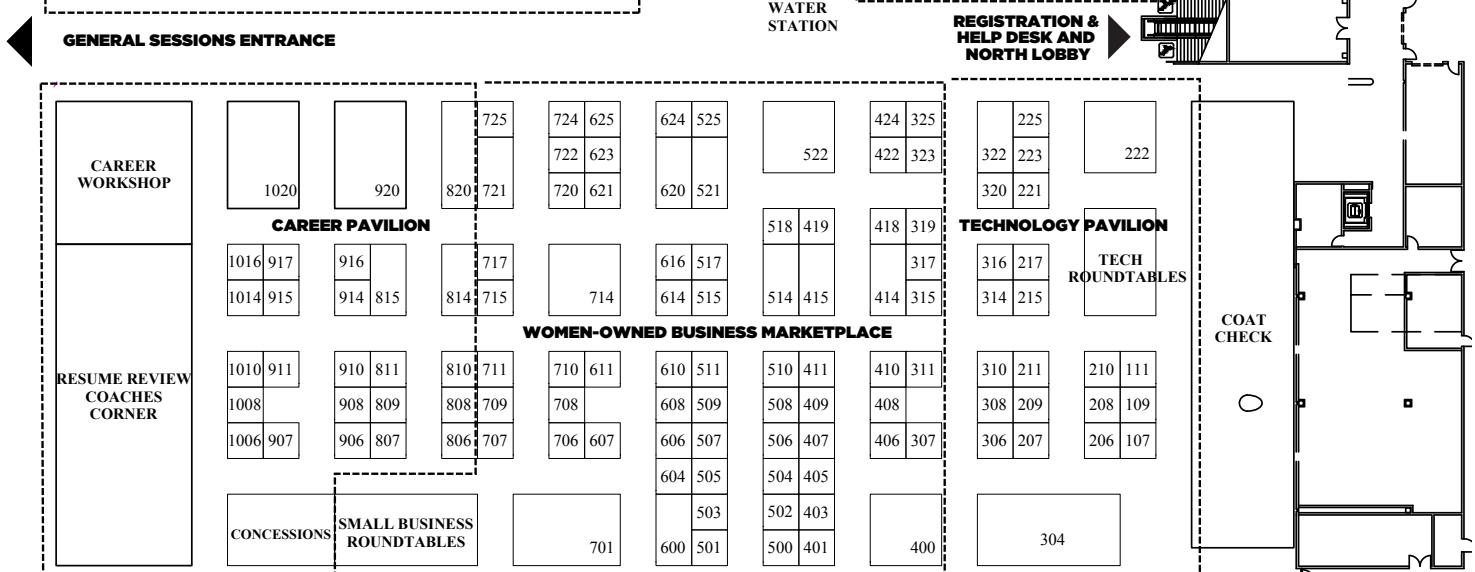 WATER
STATION
GENERAL SESSIONS ENTRANCE
REGISTRATION &
HELP DESK AND
NORTH LOBBY
725 724 625 624 525 424 325 225
CAREER
WORKSHOP
722 623 522 422 323 322 223 222
1020 920 820 721 720 621 620 521 320 221
CAREER PAVILION
518 419 418 319
TECHNOLOGY PAVILION
1016 917 916 717 616 517 317 316 217
TECH
ROUNDTABLES
1014 915 914 815 814 715 714 614 515 514 415 414 315 314 215
WOMEN-OWNED BUSINESS MARKETPLACE
COAT
CHECK
1010 911 910 811 810 711 710 611 610 511 510 411 410 311 310 211 210 111
RESUME REVIEW
COACHES
CORNER
1008 908 809 808 709 708 608 509 508 409 408 308 209 208 109
1006 907 906 807 806 707 706 607 606 507 506 407 406 307 306 207 206 107
604 505 504 405
503 502 403
CONCESSIONS
SMALL BUSINESS
ROUNDTABLES
701 600 501 500 401 400 304